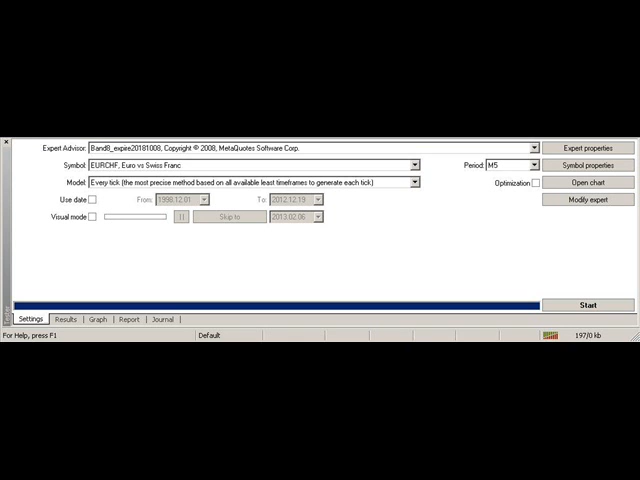 Expert Advisor: Band8_expire20181008, Copyright © 2008, MetaQuotes Software Corp. Expert properties
Symbol: EURCHF, Euro vs Swiss Franc Period: M5 Symbol properties
Model: Every tick (the most precise method based on all available least timeframes to generate each tick) Optimization Open chart
Use date From: 1998.12.01 To: 2012.12.19 Modify expert
Visual mode Skip to 2013.02.06
Start
Tester
Settings Results Graph Report Journal
For Help, press F1 Default 197/0 kb